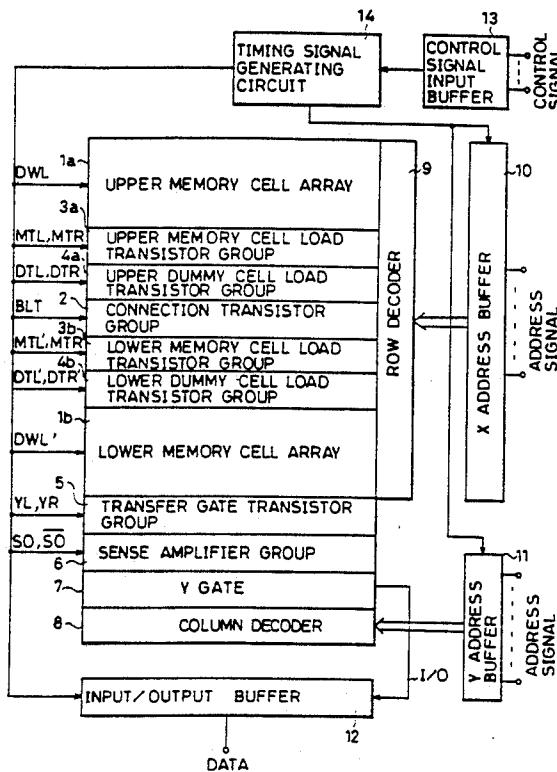 14
13
TIMING SIGNAL
GENERATING
CIRCUIT
CONTROL
SIGNAL
INPUT
BUFFER
CONTROL
SIGNAL
1a
DWL
UPPER MEMORY CELL ARRAY
9
10
3a
MTL,MTR
UPPER MEMORY CELL LOAD
TRANSISTOR GROUP
4a
DTL,DTR
UPPER DUMMY CELL LOAD
TRANSISTOR GROUP
2
BLT
CONNECTION TRANSISTOR
GROUP
3b
MTL',MTR'
LOWER MEMORY CELL LOAD
TRANSISTOR GROUP
4b
DTL',DTR'
LOWER DUMMY CELL LOAD
TRANSISTOR GROUP
ROW DECODER
X ADDRESS BUFFER
ADDRESS
SIGNAL
1b
DWL'
LOWER MEMORY CELL ARRAY
5
YL,YR
TRANSFER GATE TRANSISTOR
GROUP
SO,S̅O̅
SENSE AMPLIFIER GROUP
6
7
Y GATE
8
COLUMN DECODER
11
Y ADDRESS
BUFFER
ADDRESS
SIGNAL
I/O
INPUT/OUTPUT BUFFER
12
DATA